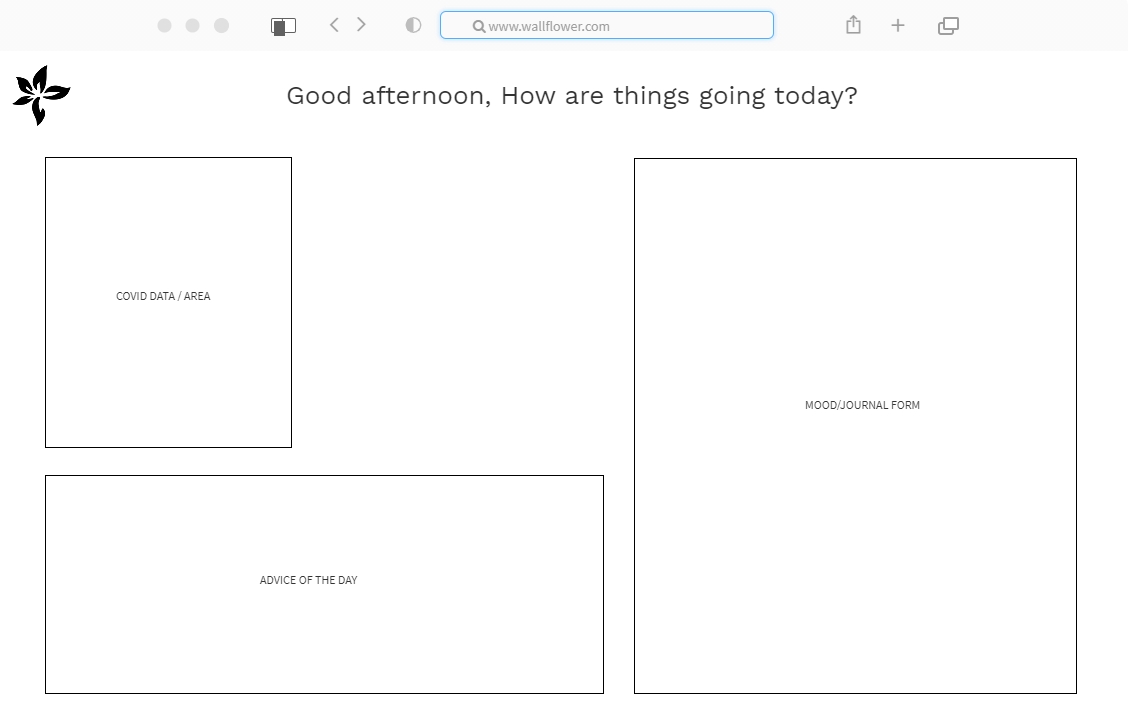 www.wallflower.com
Good afternoon, How are things going today?
COVID DATA / AREA
MOOD/JOURNAL FORM
ADVICE OF THE DAY